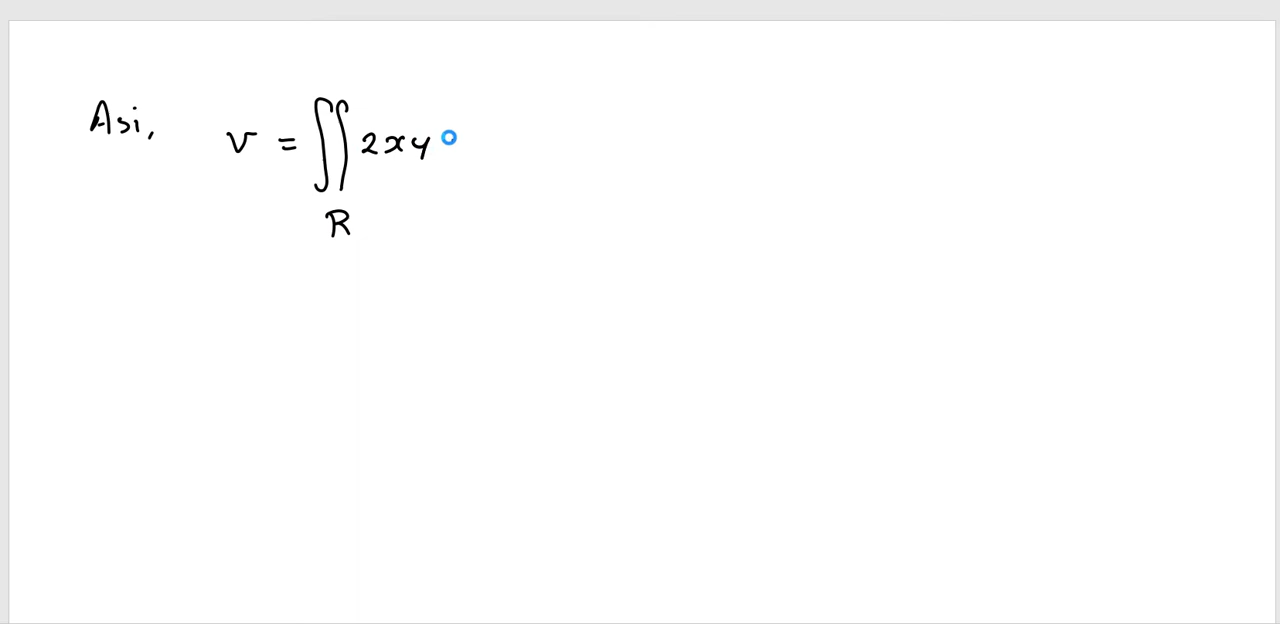 Asi, V = ∬ 2xy
R